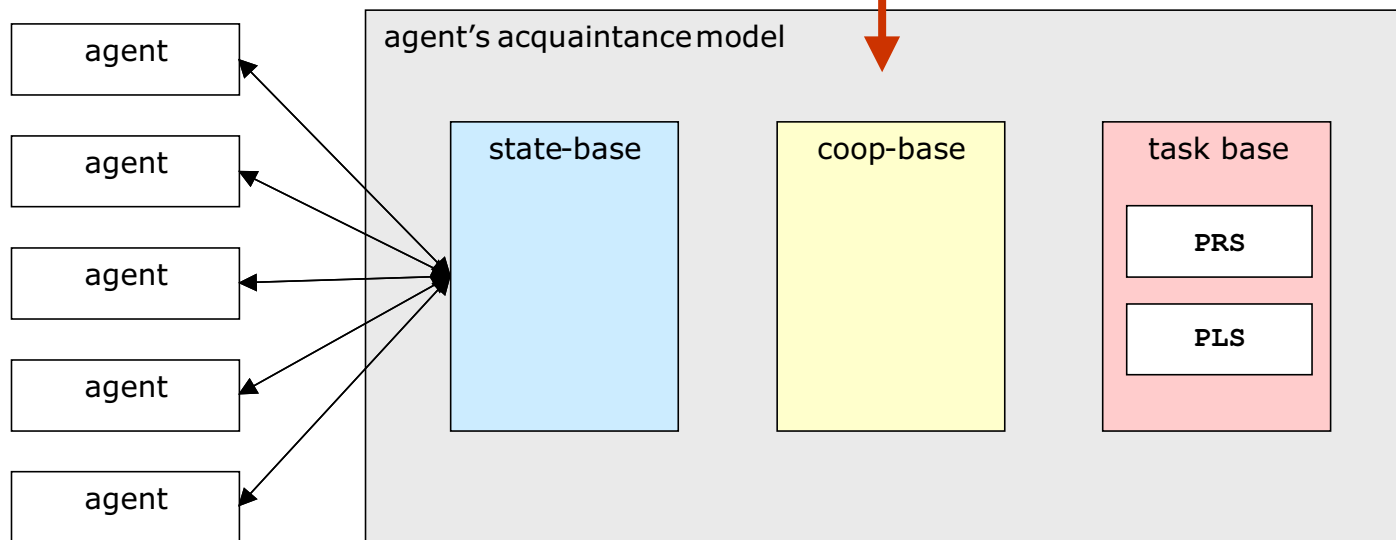 agent
agent
agent
agent
agent
agent’s acquaintance model
state-base
coop-base
task base
PRS
PLS